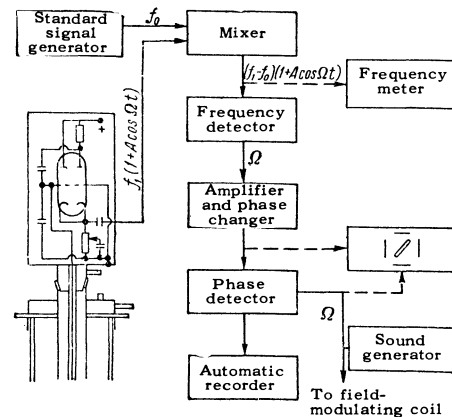 Standard
signal
generator
f₀
Mixer
(f₁-f₀)(1+A cos Ωt)
Frequency
meter
f₁(1+A cos Ωt)
Frequency
detector
Ω
+
Amplifier
and phase
changer
Phase
detector
Ω
Automatic
recorder
Sound
generator
To field-
modulating coil